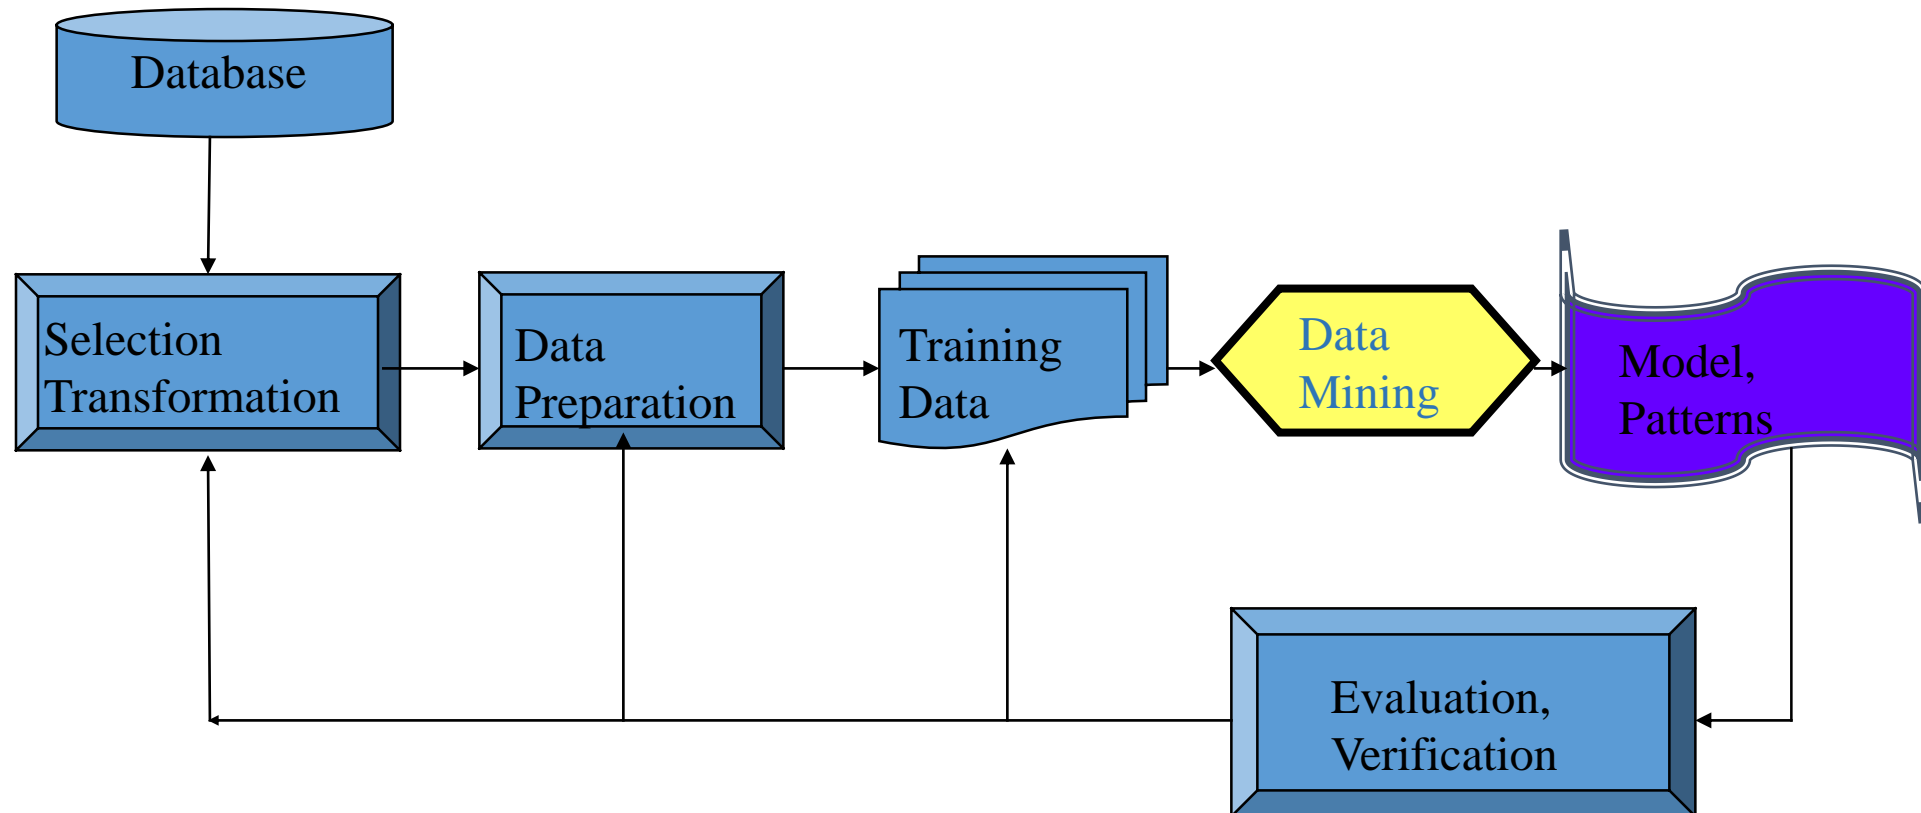 Database
Selection
Transformation
Data
Preparation
Training
Data
Data
Mining
Model,
Patterns
Evaluation,
Verification